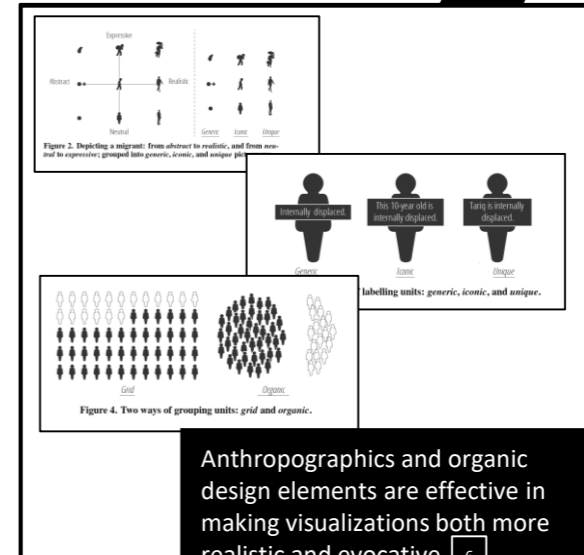 Expressive
Abstract
Realistic
Neutral
Generic Iconic Unique
Figure 2. Depicting a migrant: from abstract to realistic, and from neu-
tral to expressive; grouped into generic, iconic, and unique
Internally displaced.
This 10-year old is
internally displaced.
Tariq is internally
displaced.
Generic Iconic Unique
labelling units: generic, iconic, and unique.
Grid Organic
Figure 4. Two ways of grouping units: grid and organic.
Anthropographics and organic
design elements are effective in
making visualizations both more
realistic and evocative